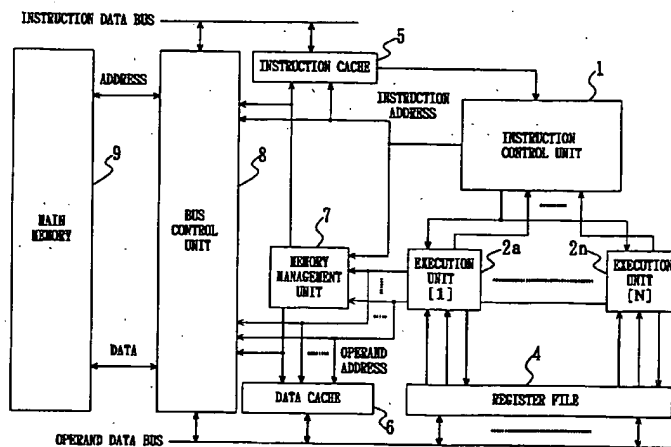 INSTRUCTION DATA BUS
5
INSTRUCTION CACHE
1
ADDRESS
INSTRUCTION
ADDRESS
INSTRUCTION
CONTROL UNIT
9
8
MAIN
MEMORY
BUS
CONTROL
UNIT
7
MEMORY
MANAGEMENT
UNIT
EXECUTION
UNIT
[1]
2a
2n
EXECUTION
UNIT
[N]
DATA
OPERAND
ADDRESS
4
DATA CACHE
6
REGISTER FILE
OPERAND DATA BUS